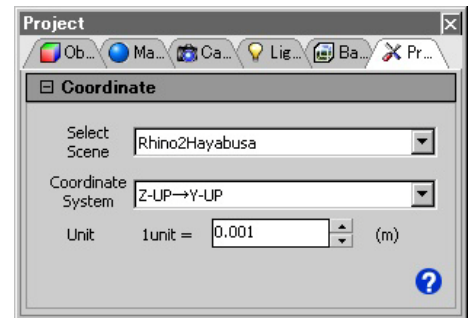 Project
Ob... Ma... Ca... Lig... Ba... Pr...
Coordinate
Select
Scene
Rhino2Hayabusa
Coordinate
System
Z-UP→Y-UP
Unit 1unit = 0.001 (m)